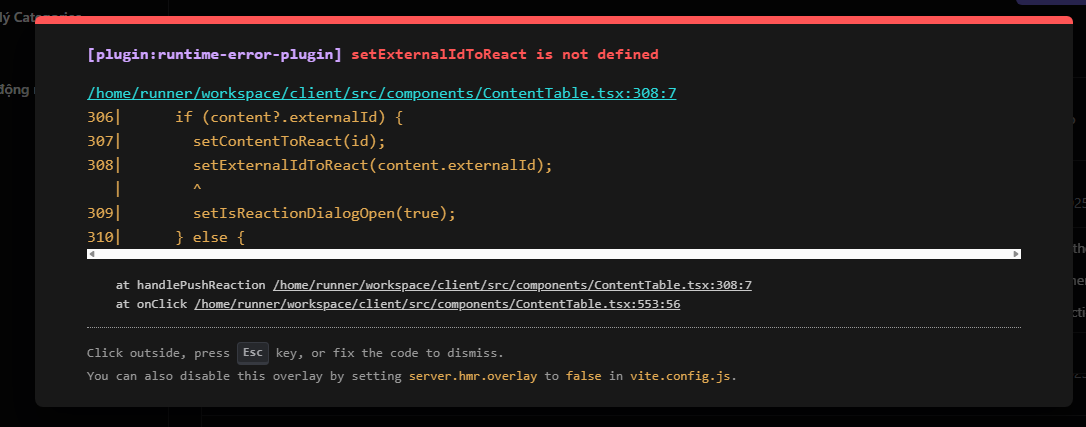 lý Categories
[plugin:runtime-error-plugin] setExternalIdToReact is not defined
động
/home/runner/workspace/client/src/components/ContentTable.tsx:308:7
306|      if (content?.externalId) {
307|        setContentToReact(id);
308|        setExternalIdToReact(content.externalId);
|        ^
309|        setIsReactionDialogOpen(true);
310|      } else {
at handlePushReaction /home/runner/workspace/client/src/components/ContentTable.tsx:308:7
at onClick /home/runner/workspace/client/src/components/ContentTable.tsx:553:56
Click outside, press Esc key, or fix the code to dismiss.
You can also disable this overlay by setting server.hmr.overlay to false in vite.config.js.